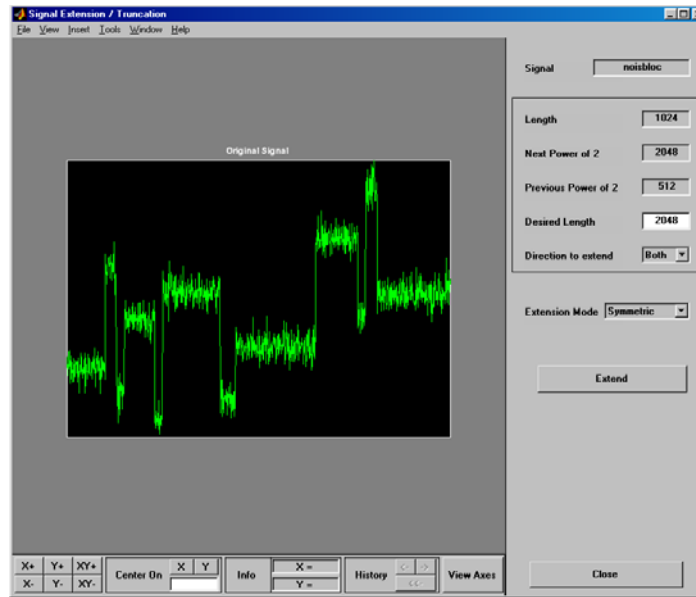 Signal Extension / Truncation
File View Insert Tools Window Help
Original Signal
Signal noisbloc
Length 1024
Next Power of 2 2048
Previous Power of 2 512
Desired Length 2048
Direction to extend Both
Extension Mode Symmetric
Extend
X+ Y+ XY+
X- Y- XY-
Center On X Y
Info X =
Y =
History <- ->
<<-
View Axes
Close